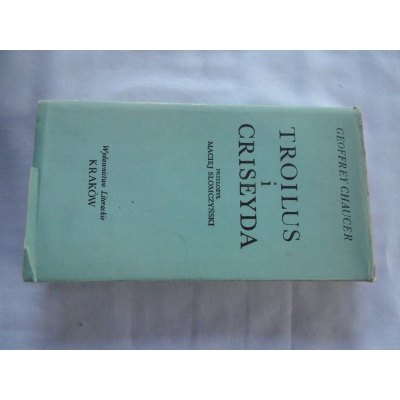 GEOFFREY CHAUCER
TROILUS
i
CRISEYDA
PRZEŁOŻYŁ
MACIEJ SŁOMCZYŃSKI
Wydawnictwo Literackie
KRAKÓW